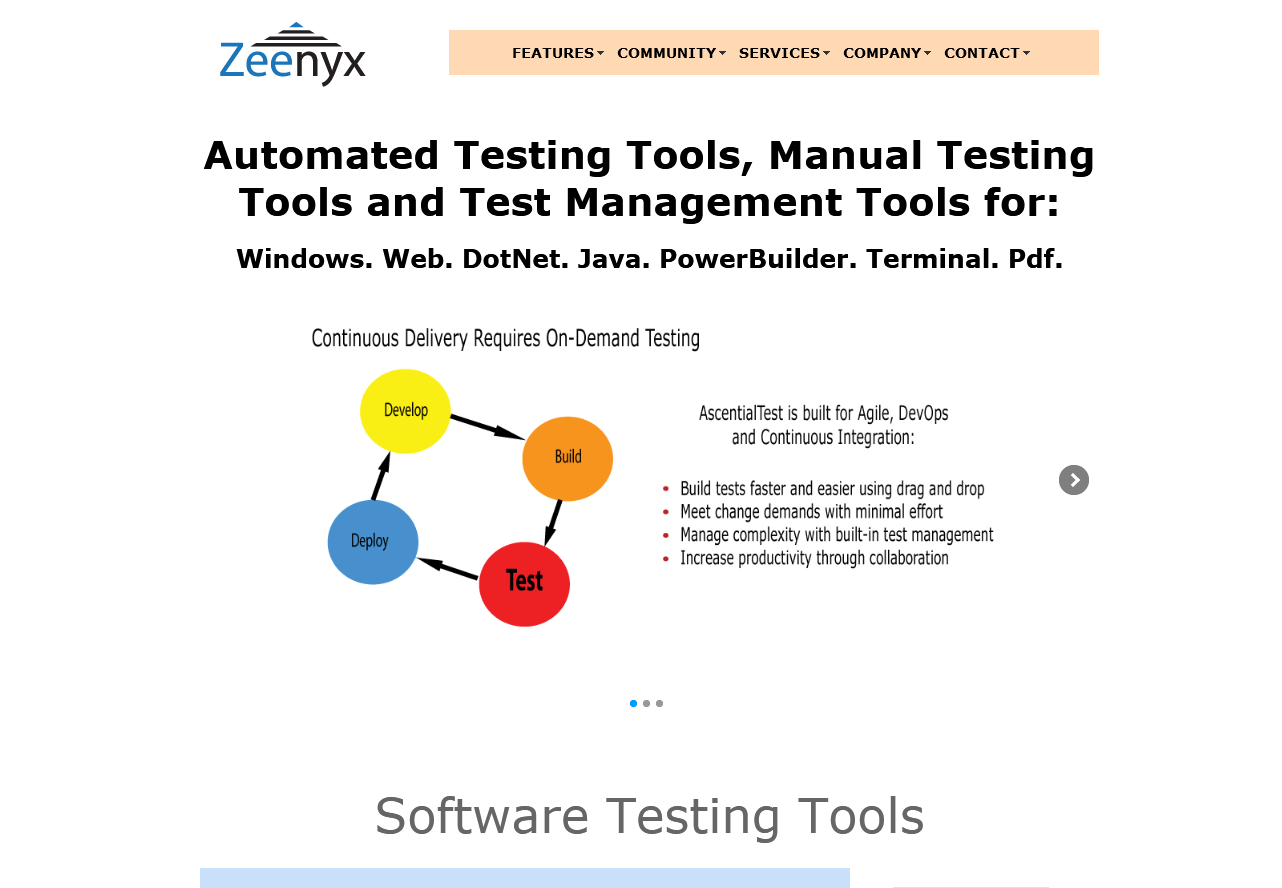 Zeenyx
FEATURES COMMUNITY SERVICES COMPANY CONTACT
Automated Testing Tools, Manual Testing
Tools and Test Management Tools for:
Windows. Web. DotNet. Java. PowerBuilder. Terminal. Pdf.
Continuous Delivery Requires On-Demand Testing
Develop
Build
Deploy
Test
AscentialTest is built for Agile, DevOps
and Continuous Integration:
• Build tests faster and easier using drag and drop
• Meet change demands with minimal effort
• Manage complexity with built-in test management
• Increase productivity through collaboration
Software Testing Tools